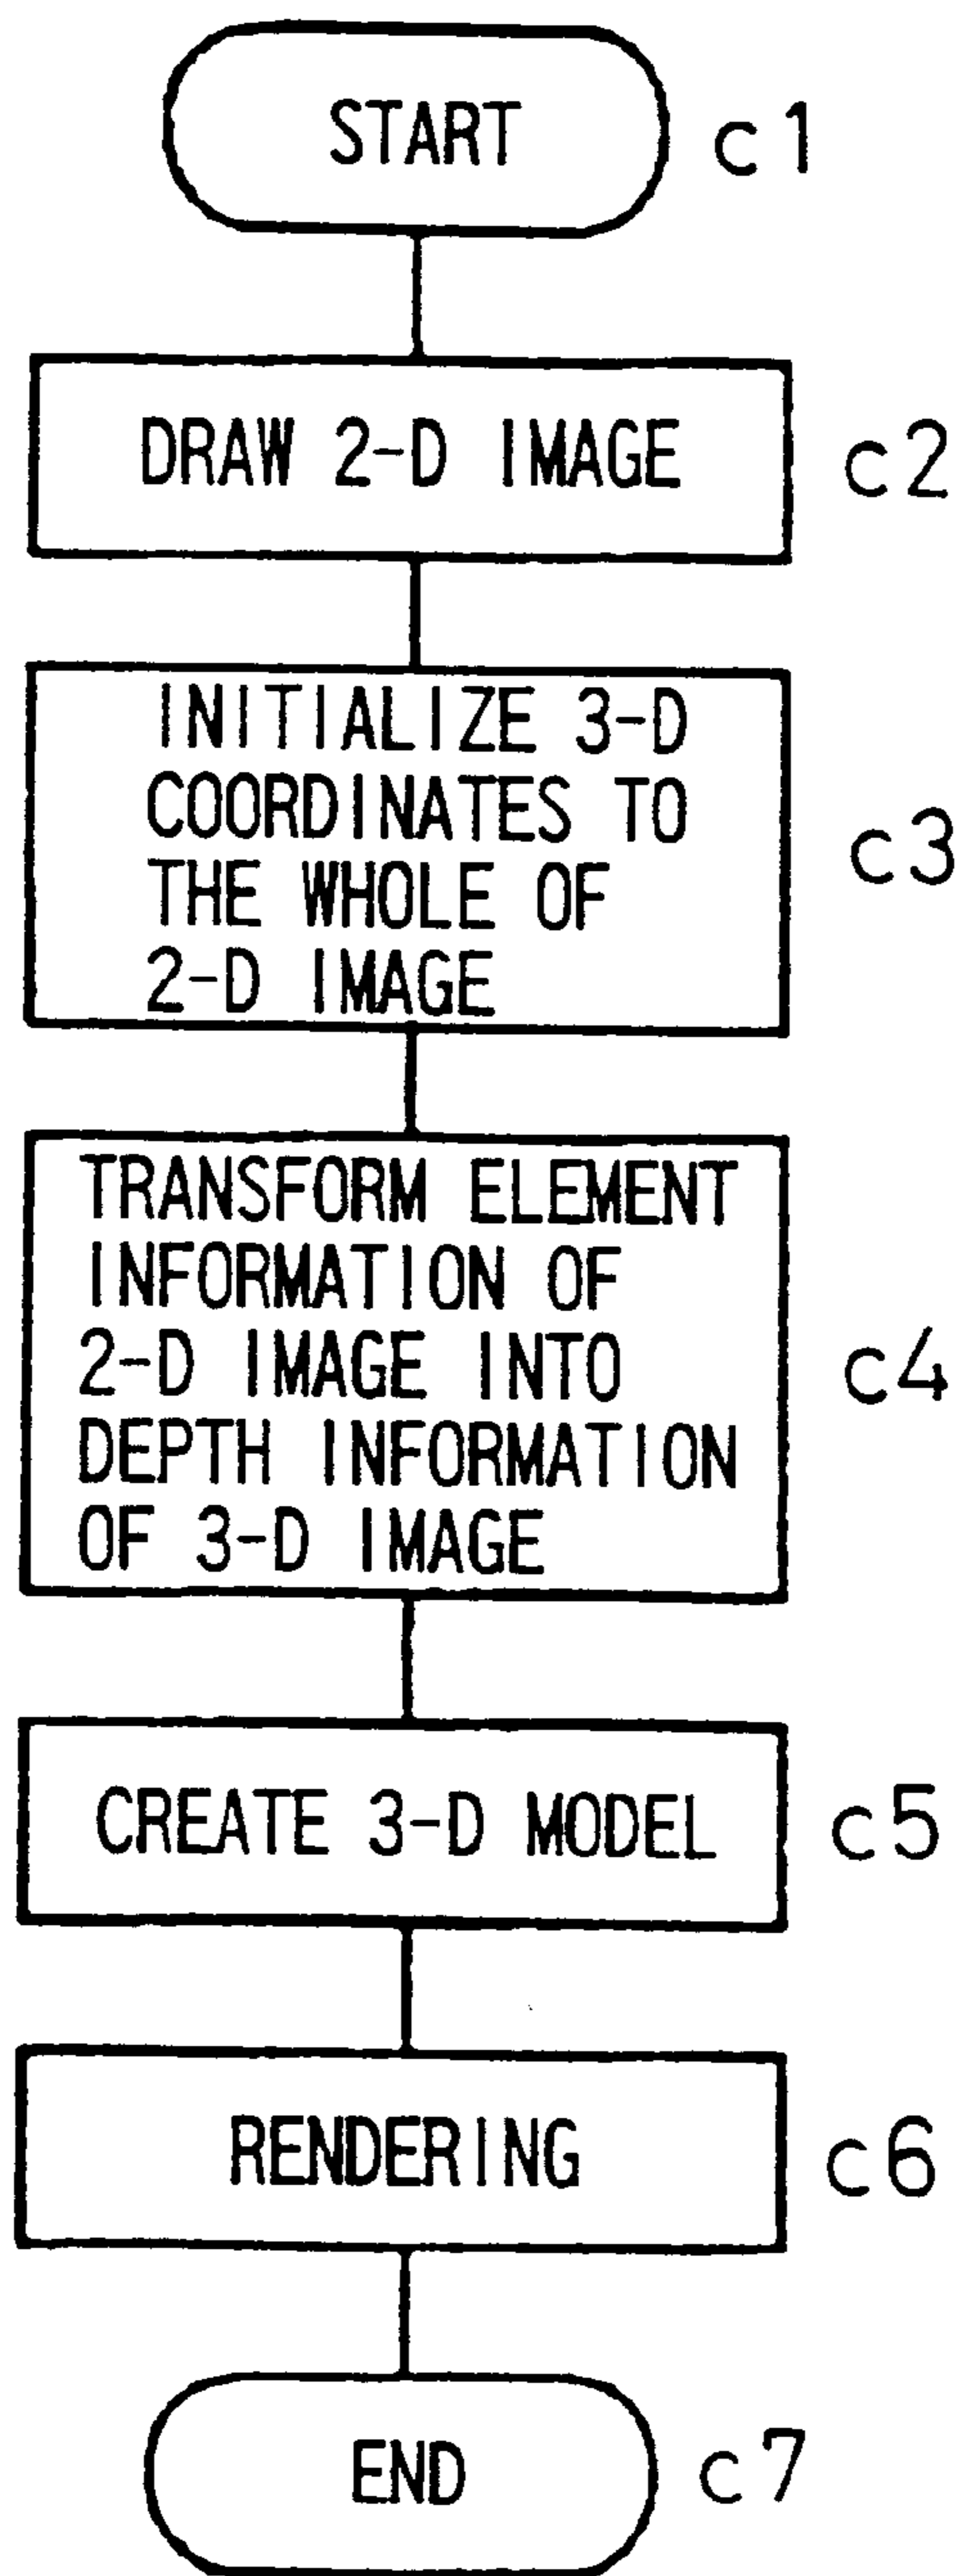 START c1
DRAW 2-D IMAGE c2
INITIALIZE 3-D
COORDINATES TO
THE WHOLE OF
2-D IMAGE
c3
TRANSFORM ELEMENT
INFORMATION OF
2-D IMAGE INTO
DEPTH INFORMATION
OF 3-D IMAGE
c4
CREATE 3-D MODEL c5
RENDERING c6
END c7